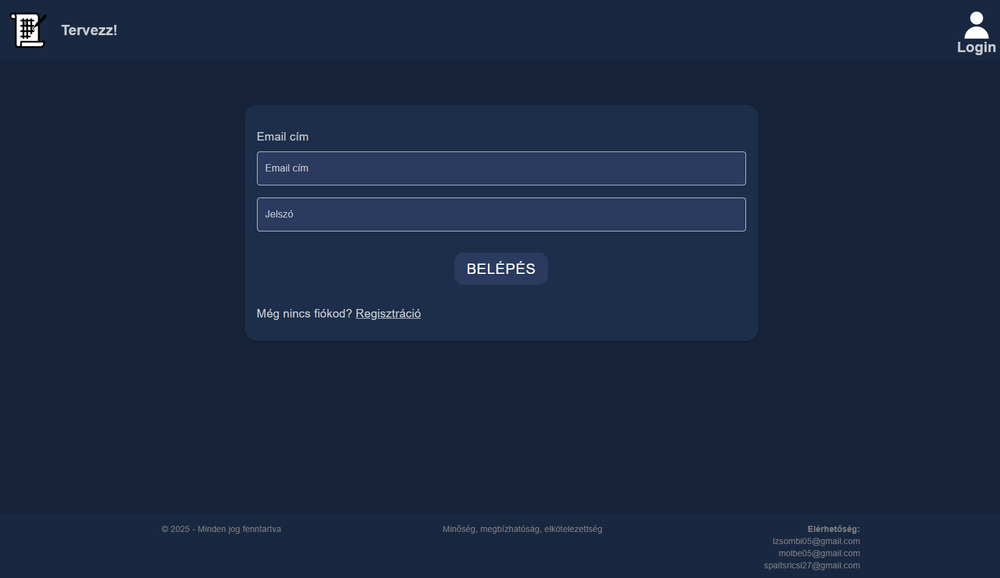 Tervezz!
Login
Email cím
Email cím
Jelszó
BELÉPÉS
Még nincs fiókod? Regisztráció
© 2025 - Minden jog fenntartva
Minőség, megbízhatóság, elkötelezettség
Elérhetőség:
lzsombi05@gmail.com
molbe05@gmail.com
spaitsricsi27@gmail.com